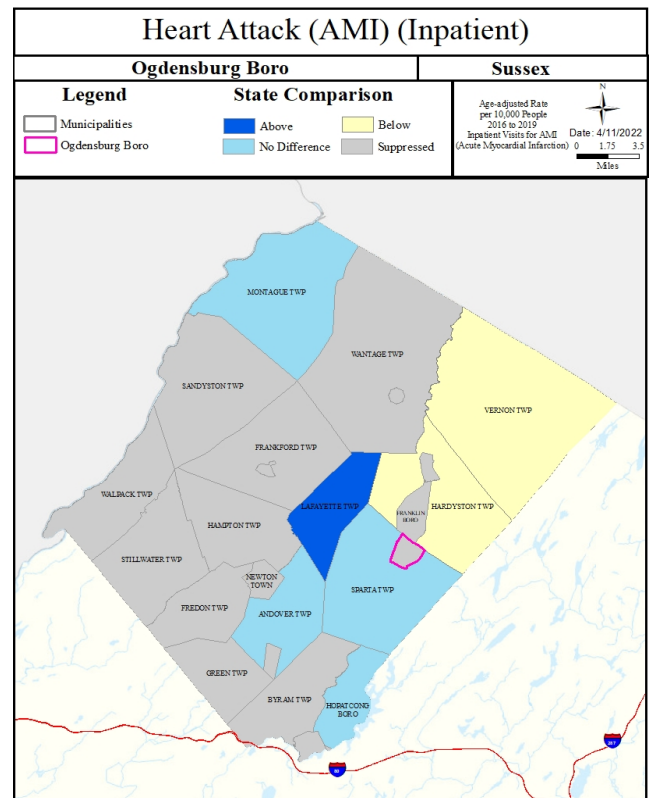 Heart Attack (AMI) (Inpatient)
Ogdensburg Boro
Sussex
Legend
Municipalities
Ogdensburg Boro
State Comparison
Above
Below
No Difference
Suppressed
Age-adjusted Rate
per 10,000 People
2016 to 2019
Inpatient Visits for AMI
(Acute Myocardial Infarction)
N
Date: 4/11/2022
0 1.75 3.5
Miles
MONTAGUE TWP
WANTAGE TWP
SANDYSTON TWP
VERNON TWP
FRANKFORD TWP
WALPACK TWP
LAFAYETTE TWP
HARDYSTON TWP
FRANKLIN
BORO
HAMPTON TWP
STILLWATER TWP
NEWTON
TOWN
SPARTA TWP
FREDON TWP
ANDOVER TWP
GREEN TWP
BYRAM TWP
HOPATCONG
BORO
287
80